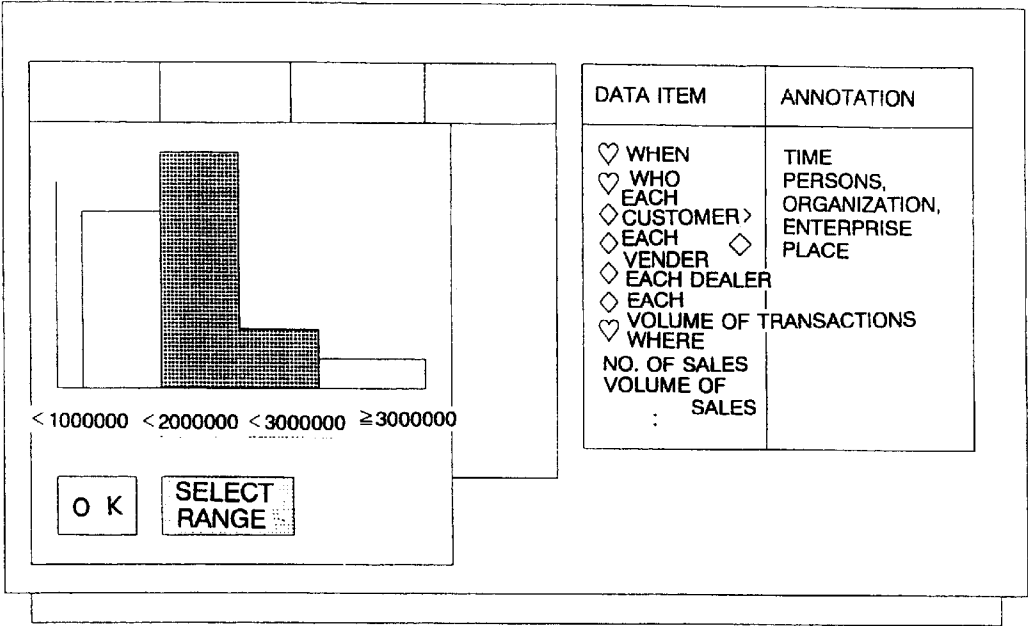 DATA ITEM
ANNOTATION
♡ WHEN
♡ WHO
EACH
◇ CUSTOMER>
◇ EACH ◇
VENDER
◇ EACH DEALER
◇ EACH
♡ VOLUME OF TRANSACTIONS
WHERE
NO. OF SALES
VOLUME OF
SALES
:
TIME
PERSONS,
ORGANIZATION,
ENTERPRISE
PLACE
<1000000 <2000000 <3000000 ≧3000000
O K
SELECT
RANGE